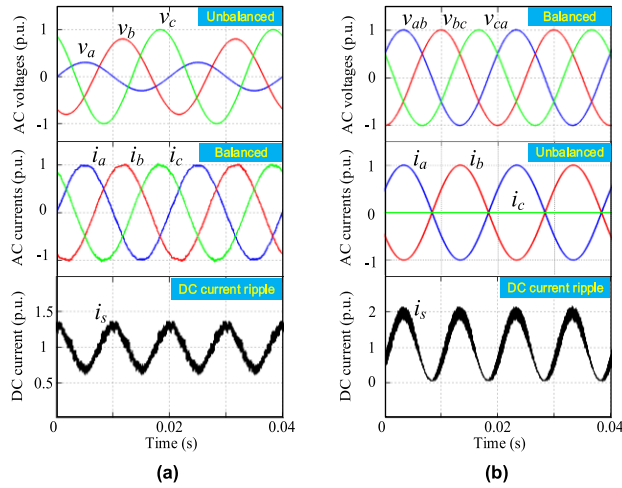 Unbalanced
v_a v_b v_c
AC voltages (p.u.)
1
0
-1
Balanced
i_a i_b i_c
AC currents (p.u.)
1
0
-1
DC current ripple
i_s
DC current (p.u.)
1.5
1
0.5
0 0.02 0.04
Time (s)
(a)
Balanced
v_ab v_bc v_ca
AC voltages (p.u.)
1
0
-1
Unbalanced
i_a i_b
i_c
AC currents (p.u.)
1
0
-1
DC current ripple
i_s
DC current (p.u.)
2
1
0
0 0.02 0.04
Time (s)
(b)